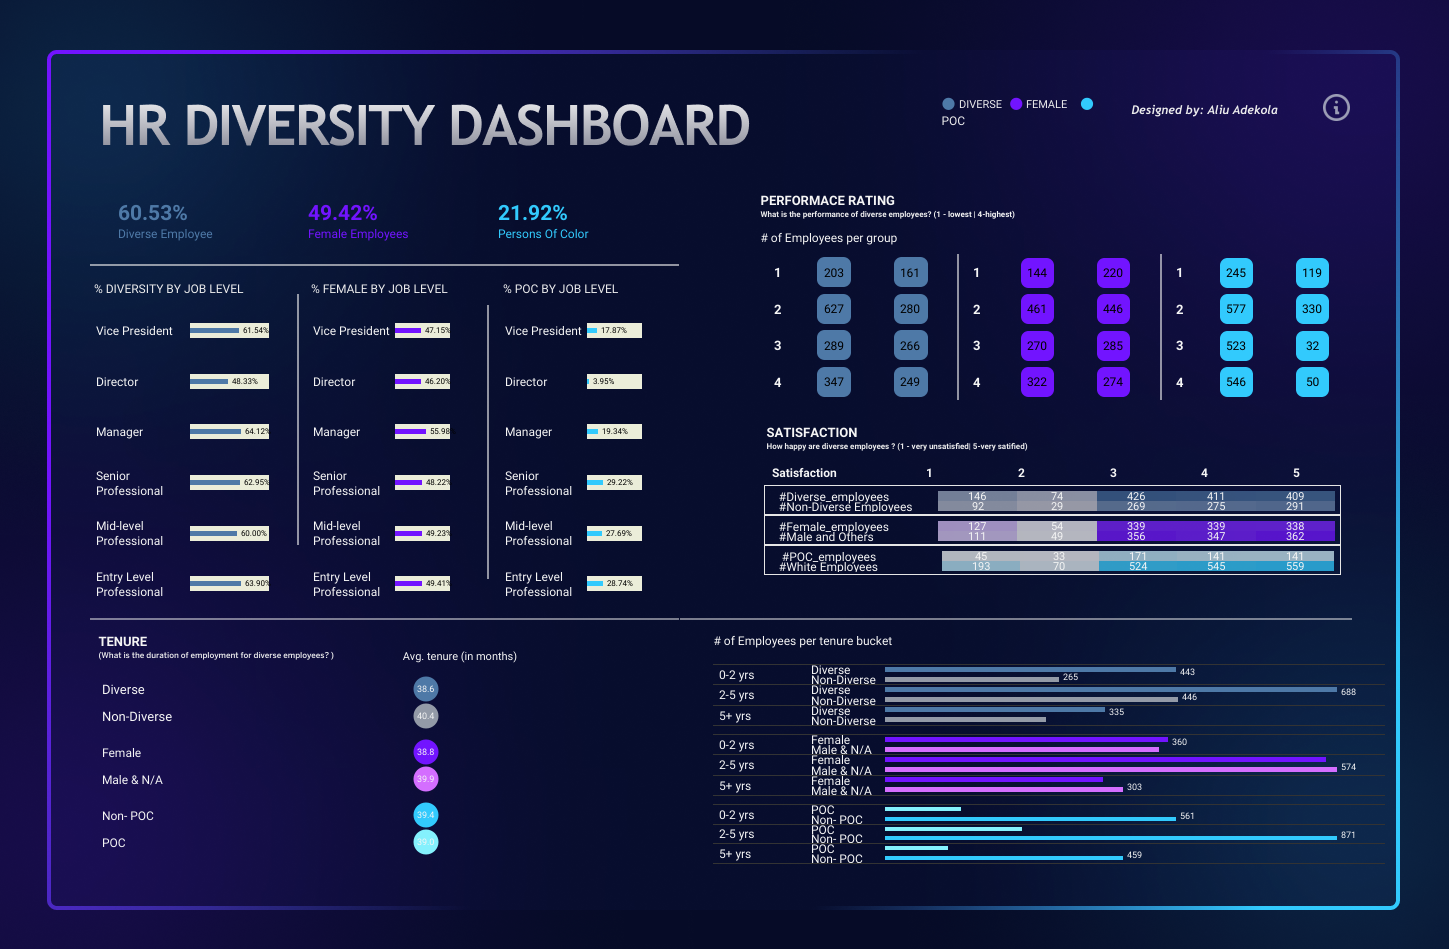 HR DIVERSITY DASHBOARD
DIVERSE FEMALE
POC
Designed by: Aliu Adekola
60.53% 49.42% 21.92%
Diverse Employee Female Employees Persons Of Color
% DIVERSITY BY JOB LEVEL % FEMALE BY JOB LEVEL % POC BY JOB LEVEL
Vice President 61.54% Vice President 47.15% Vice President 17.87%
Director 48.33% Director 46.20% Director 3.95%
Manager 64.12% Manager 55.98 Manager 19.34%
Senior Professional 62.95% Senior Professional 48.22% Senior Professional 29.22%
Mid-level Professional 60.00% Mid-level Professional 49.23% Mid-level Professional 27.69%
Entry Level Professional 63.90% Entry Level Professional 49.41% Entry Level Professional 28.74%
PERFORMACE RATING
What is the performance of diverse employees? (1 - lowest | 4-highest)
# of Employees per group
1 203 161 1 144 220 1 245 119
2 627 280 2 461 446 2 577 330
3 289 266 3 270 285 3 523 32
4 347 249 4 322 274 4 546 50
SATISFACTION
How happy are diverse employees ? (1 - very unsatisfied| 5-very satified)
Satisfaction 1 2 3 4 5
#Diverse_employees 146 74 426 411 409
#Non-Diverse Employees 92 29 269 275 291
#Female_employees 127 54 339 339 338
#Male and Others 111 49 356 347 362
#POC_employees 45 33 171 141 141
#White Employees 193 70 524 545 559
TENURE
(What is the duration of employment for diverse employees? )
Avg. tenure (in months)
Diverse 38.6
Non-Diverse 40.4
Female 38.8
Male & N/A 39.9
Non- POC 39.4
POC 39.0
# of Employees per tenure bucket
0-2 yrs Diverse 443
Non-Diverse 265
2-5 yrs Diverse 688
Non-Diverse 446
5+ yrs Diverse 335
Non-Diverse
0-2 yrs Female 360
Male & N/A
2-5 yrs Female
Male & N/A 574
5+ yrs Female
Male & N/A 303
0-2 yrs POC
Non- POC 561
2-5 yrs POC
Non- POC 871
5+ yrs POC
Non- POC 459